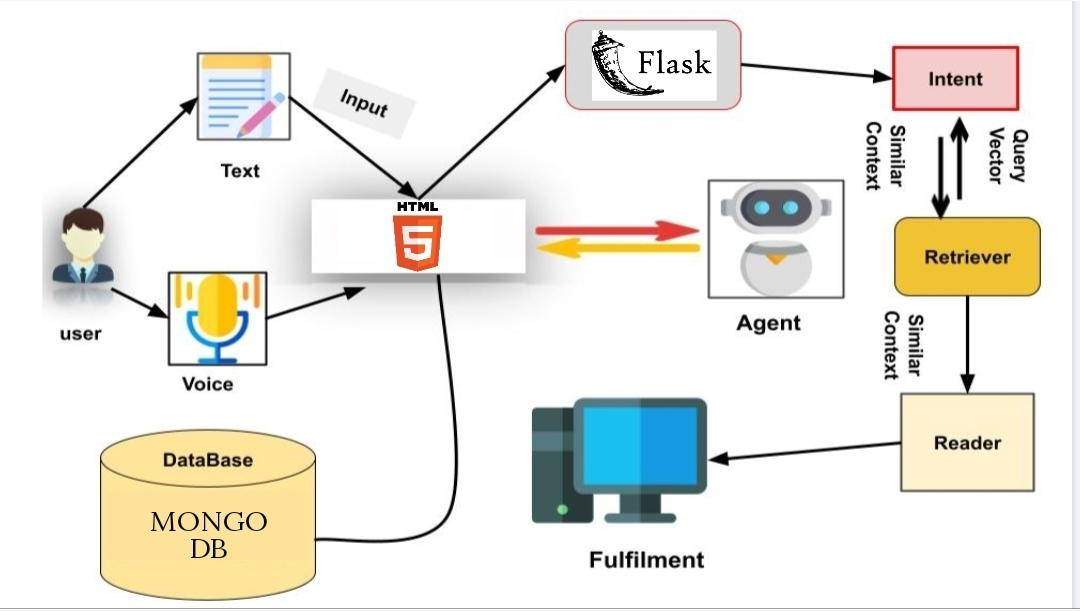 Text
Input
HTML
5
Flask
Intent
Similar
Context
Query
Vector
user
Voice
Agent
Retriever
Similar
Context
Reader
DataBase
MONGO
DB
Fulfilment